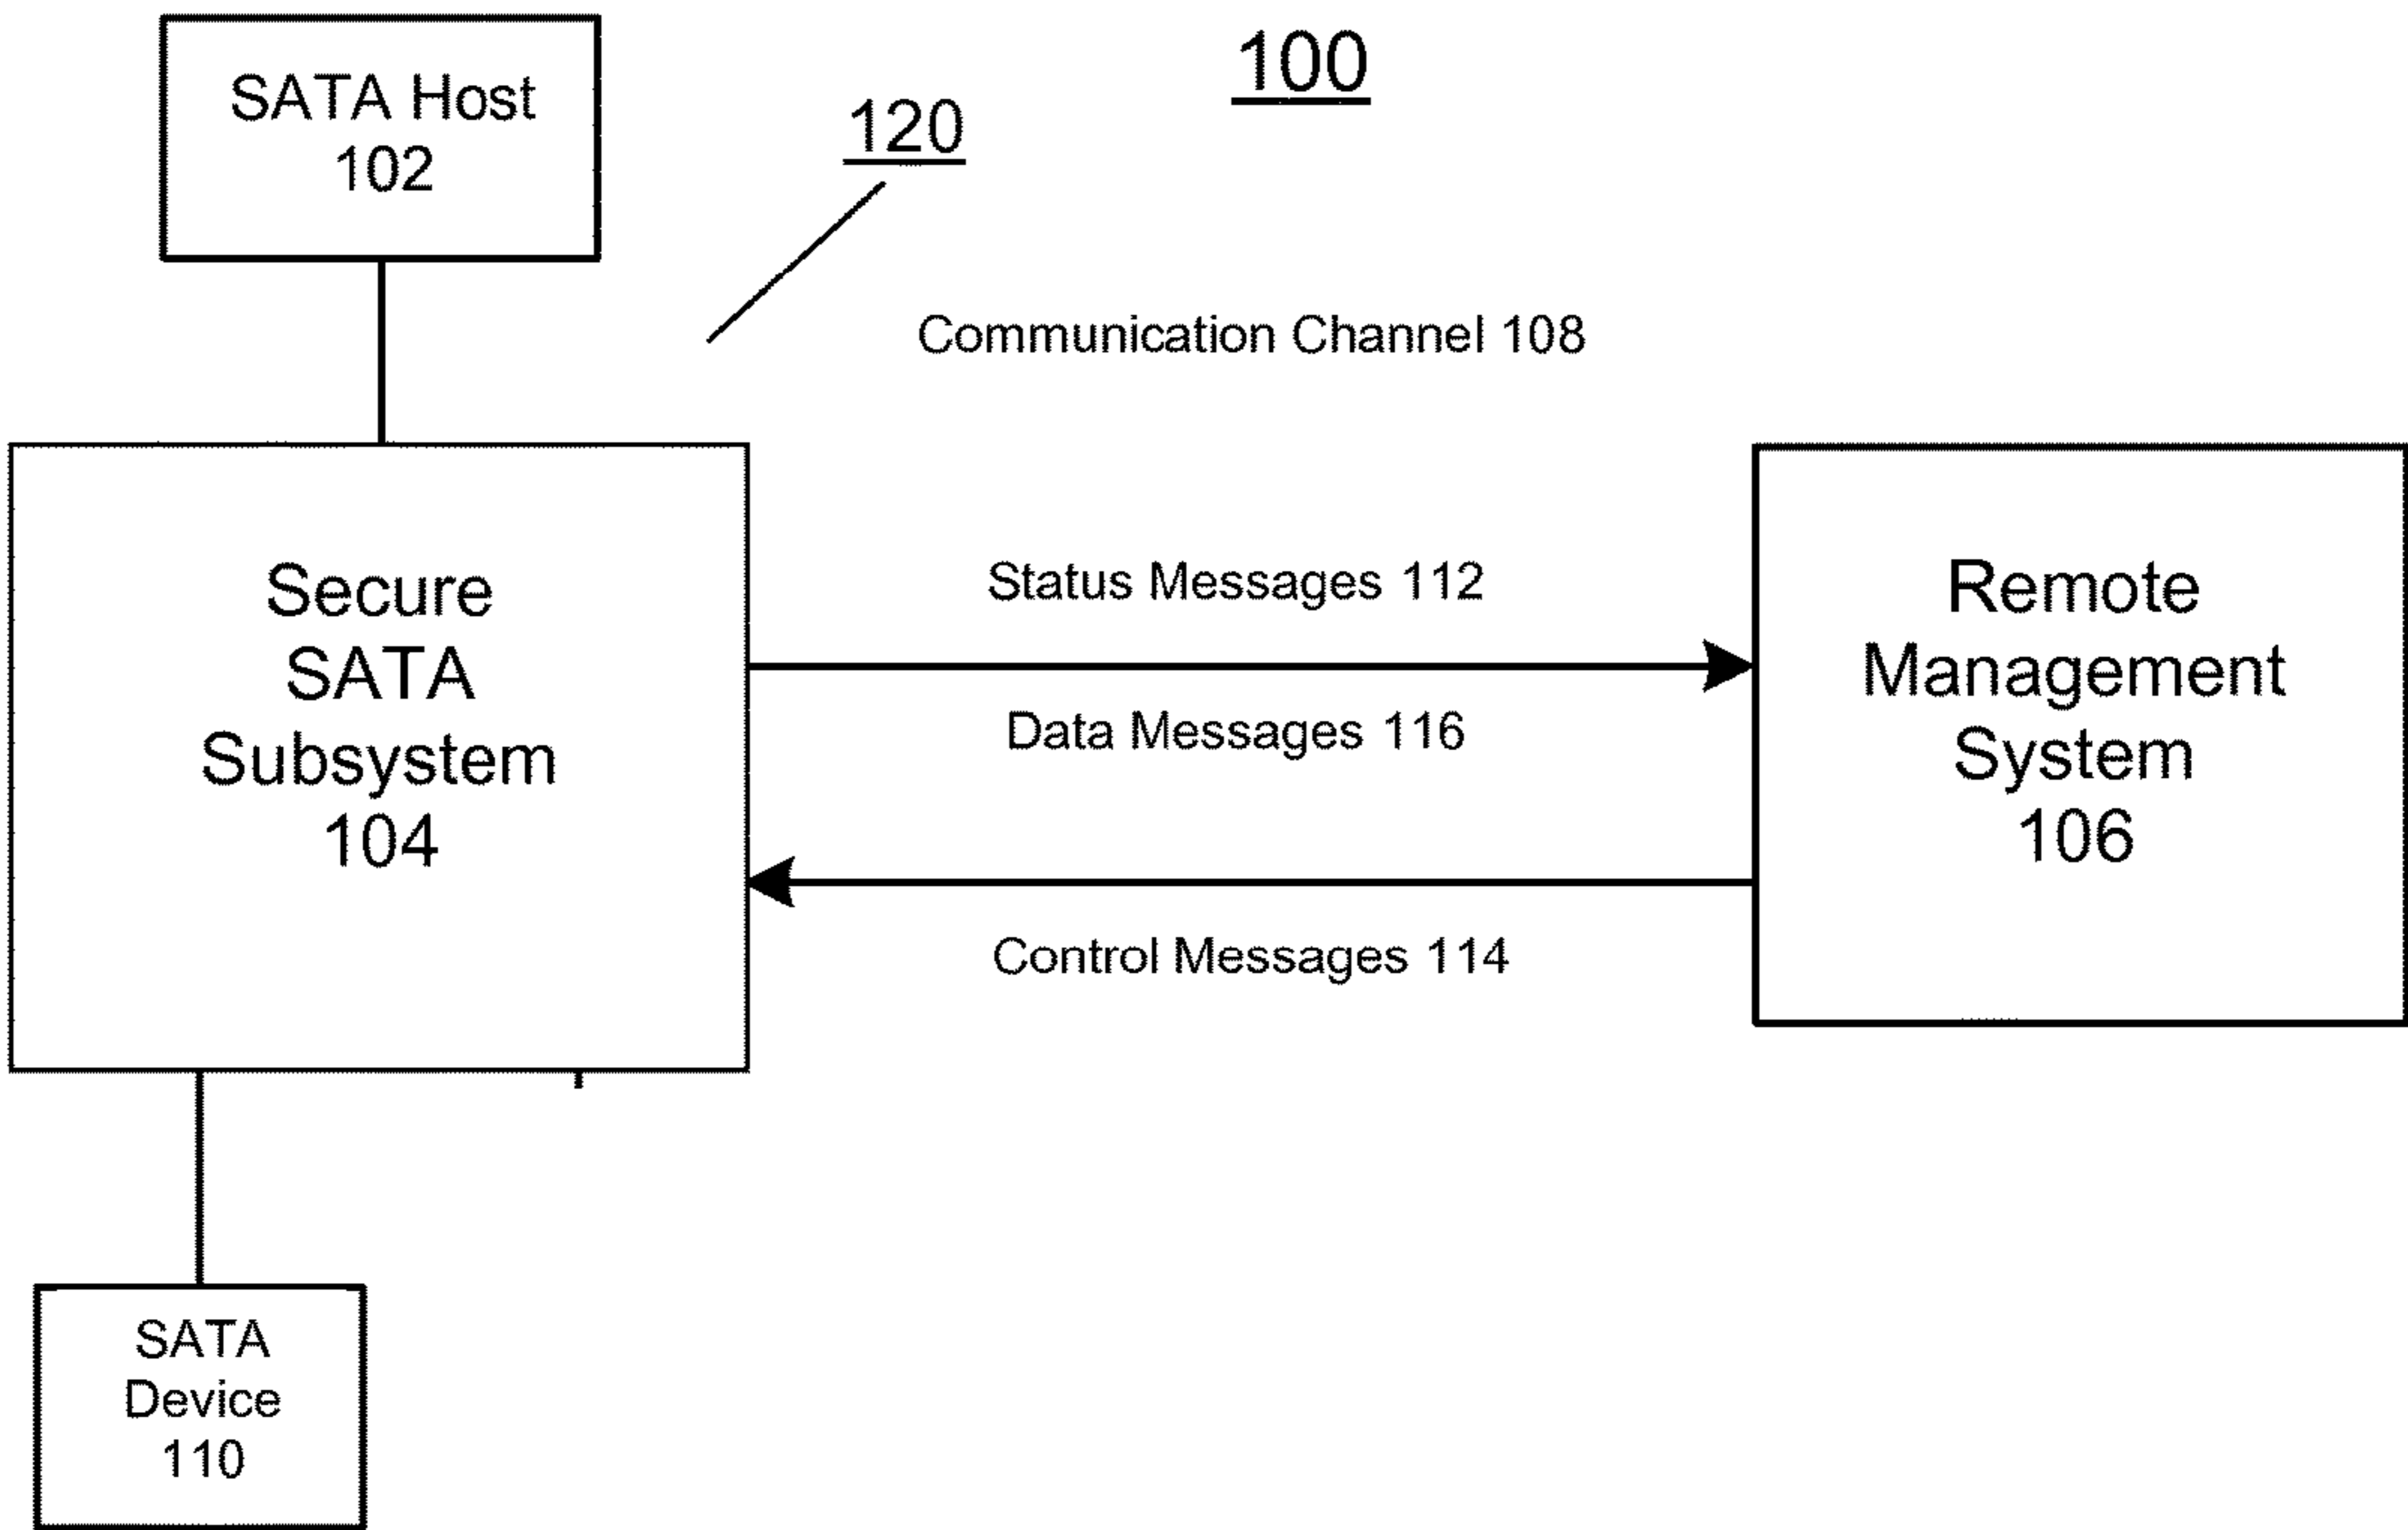 100
SATA Host
102
120
Communication Channel 108
Secure
SATA
Subsystem
104
Status Messages 112
Data Messages 116
Control Messages 114
Remote
Management
System
106
SATA
Device
110